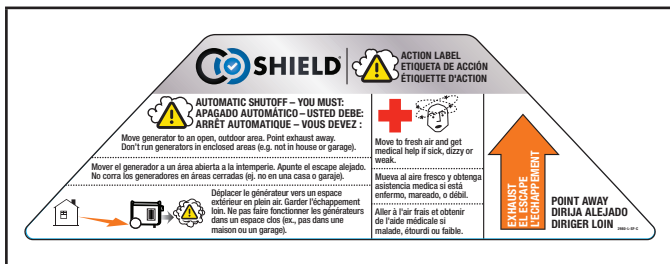 CO SHIELD®
ACTION LABEL
ETIQUETA DE ACCIÓN
ÉTIQUETTE D'ACTION
AUTOMATIC SHUTOFF – YOU MUST:
APAGADO AUTOMÁTICO – USTED DEBE:
ARRÊT AUTOMATIQUE – VOUS DEVEZ :
Move generator to an open, outdoor area. Point exhaust away.
Don't run generators in enclosed areas (e.g. not in house or garage).
Mover el generador a un área abierta a la intemperie. Apunte el escape alejado.
No corra los generadores en áreas cerradas (ej, no en una casa o garaje).
Déplacer le générateur vers un espace
extérieur en plein air. Garder l'échappement
loin. Ne pas faire fonctionner les générateurs
dans un espace clos (ex., pas dans une
maison ou un garage).
Move to fresh air and get
medical help if sick, dizzy or
weak.
Mueva al aire fresco y obtenga
asistencia medica si está
enfermo, mareado, o débil.
Aller à l'air frais et obtenir
de l'aide médicale si
malade, étourdi ou faible.
EXHAUST
EL ESCAPE
L'ÉCHAPPEMENT
POINT AWAY
DIRIJA ALEJADO
DIRIGER LOIN